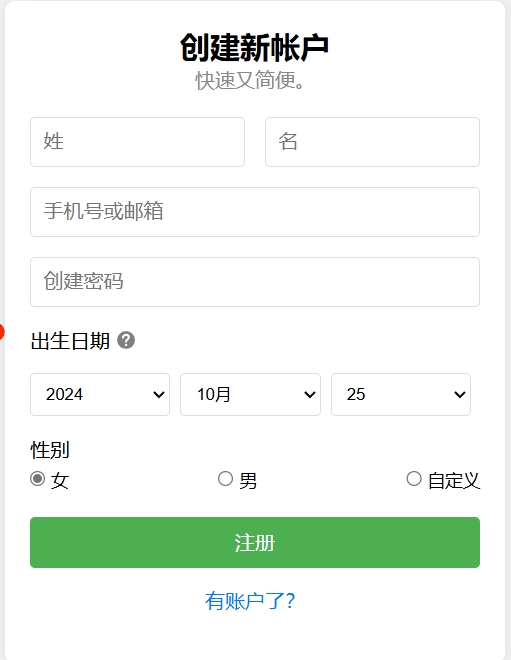 创建新帐户
快速又简便。
姓 名
手机号或邮箱
创建密码
出生日期 ?
2024 10月 25
性别
女 男 自定义
注册
有账户了?